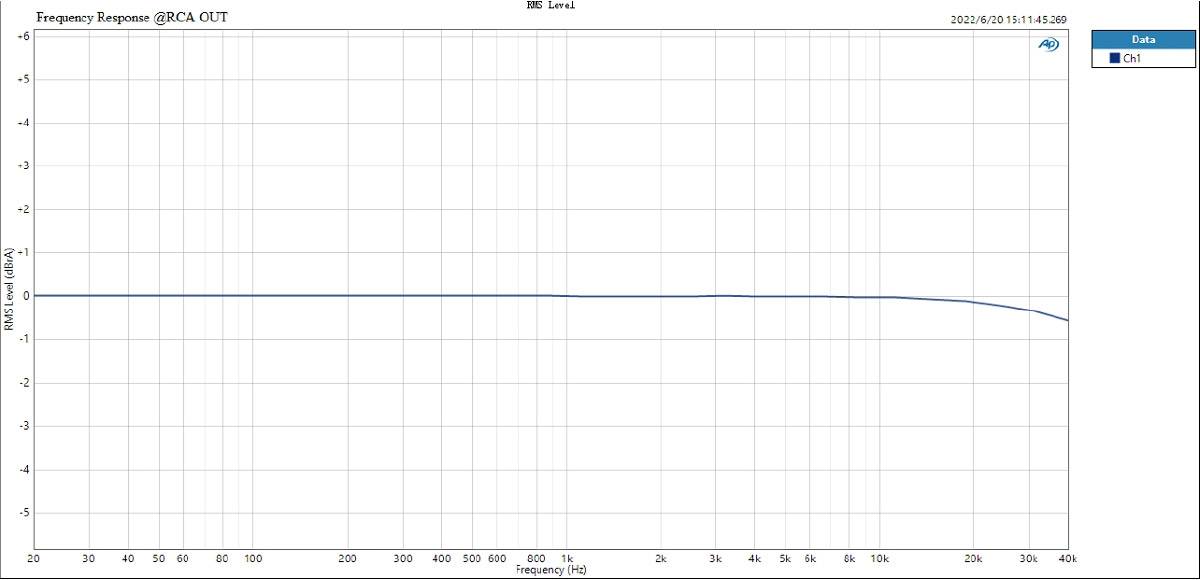 RMS Level
Frequency Response @RCA OUT
2022/6/20 15:11:45.269
AP
Data
Ch1
+6
+5
+4
+3
+2
+1
0
-1
-2
-3
-4
-5
RMS Level (dBrA)
20 30 40 50 60 80 100 200 300 400 500 600 800 1k 2k 3k 4k 5k 6k 8k 10k 20k 30k 40k
Frequency (Hz)